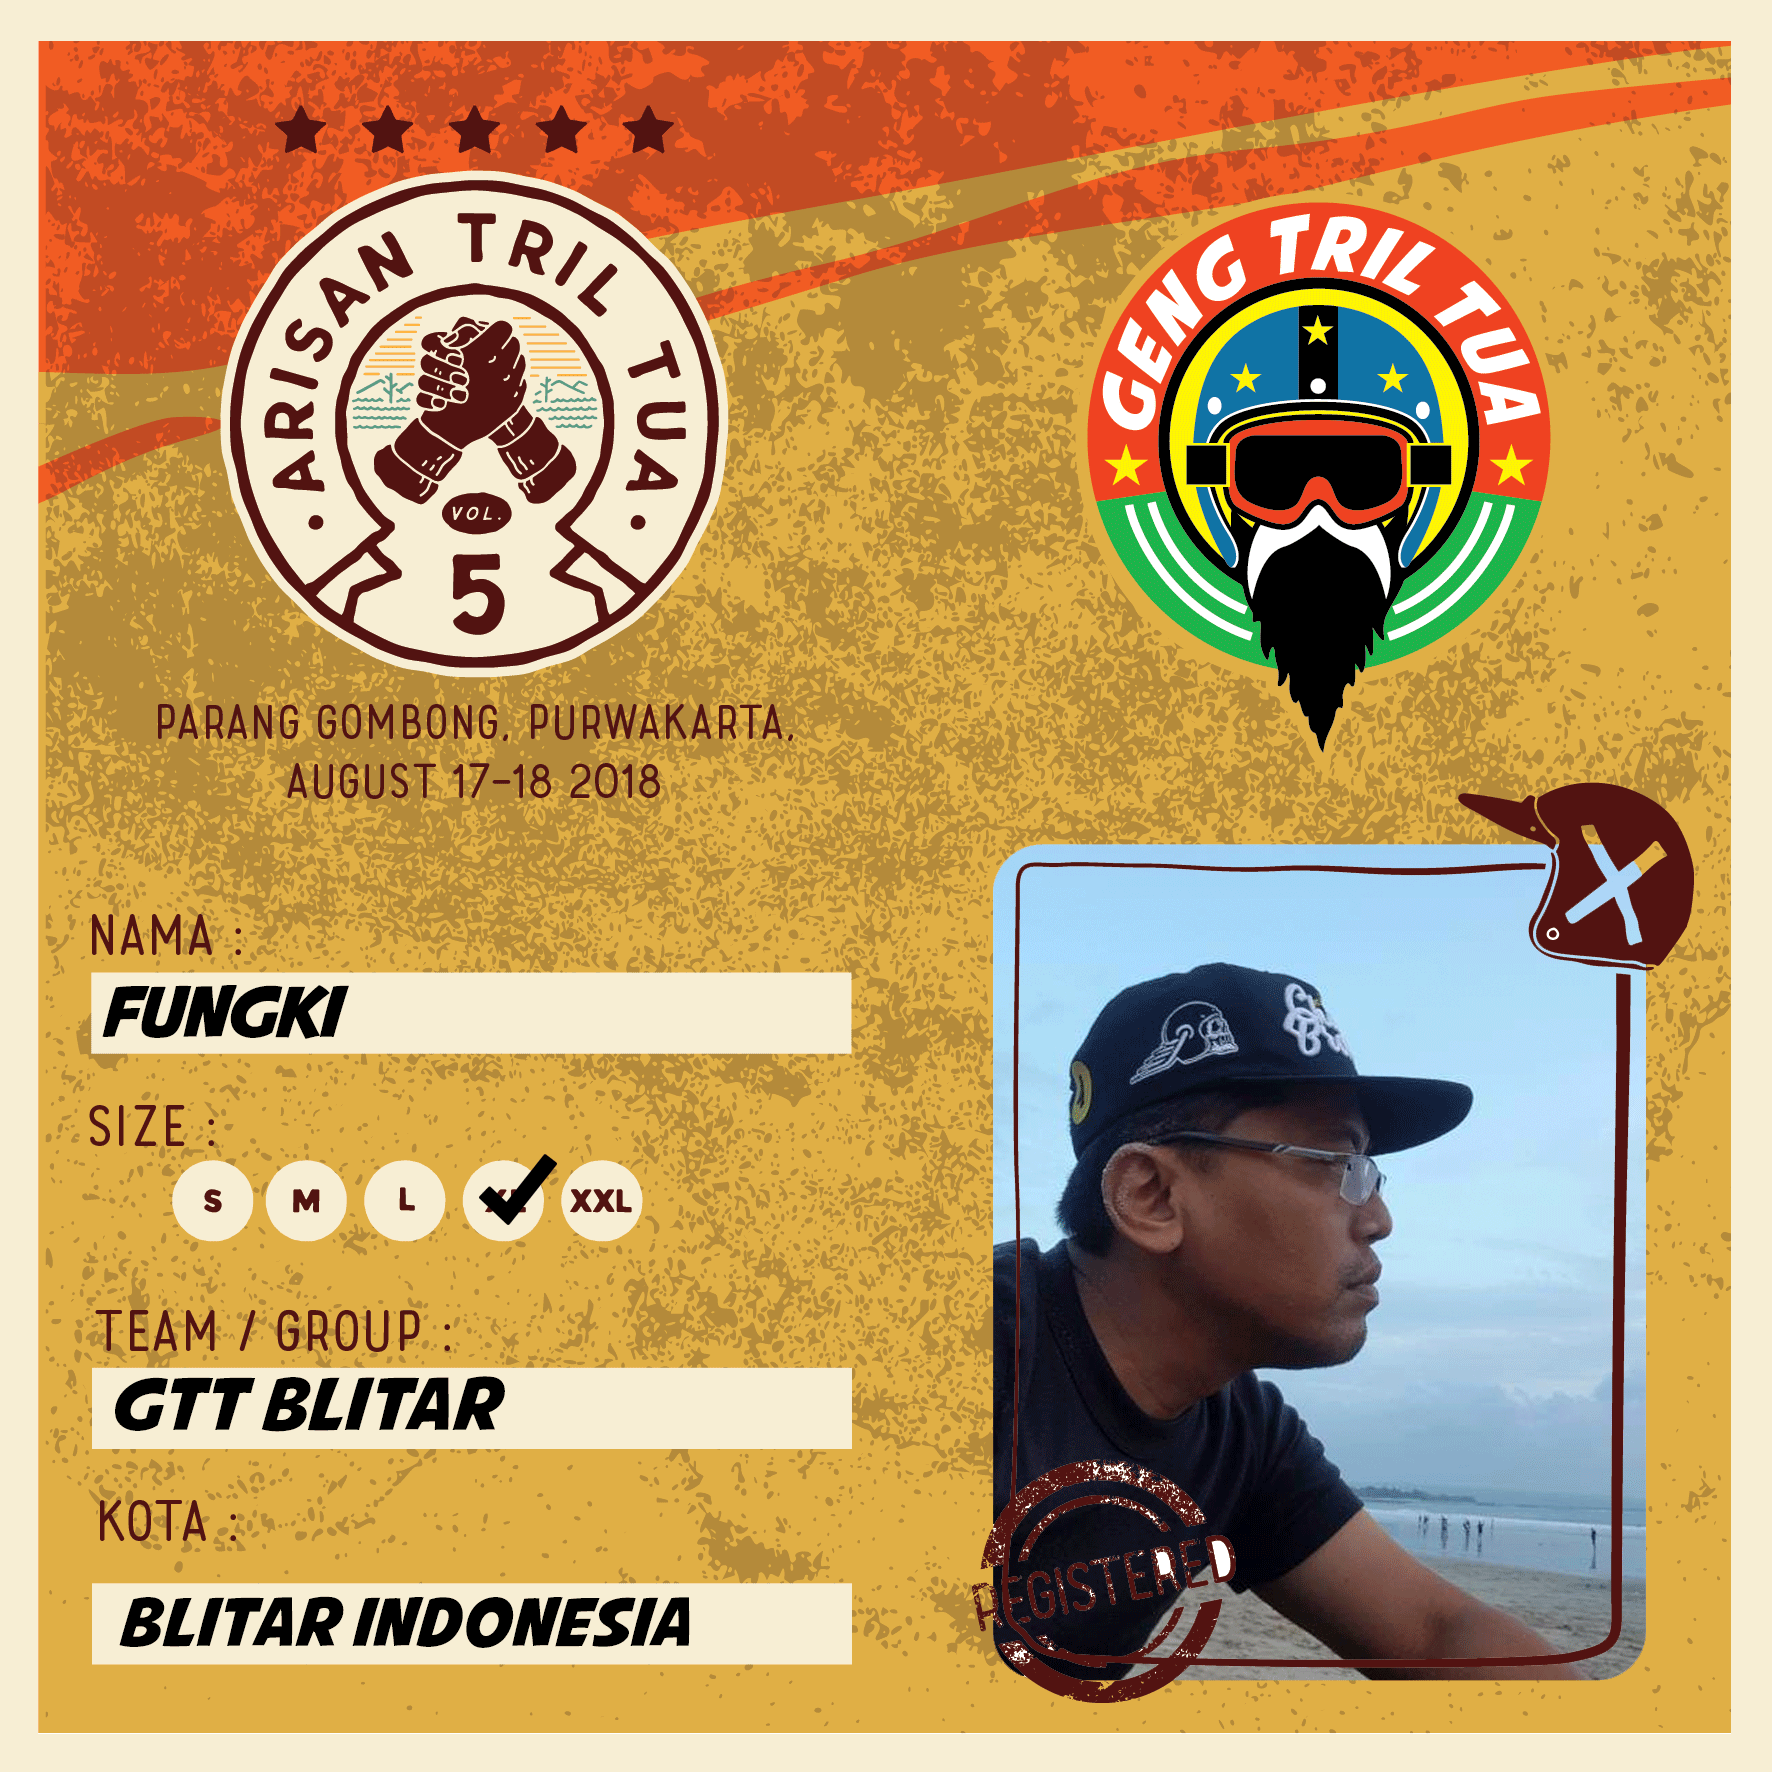 ARISAN TRIL TUA
VOL.
5
GENG TRIL TUA
PARANG GOMBONG, PURWAKARTA,
AUGUST 17-18 2018
NAMA :
FUNGKI
SIZE :
S M L XL XXL
TEAM / GROUP :
GTT BLITAR
KOTA :
BLITAR INDONESIA
REGISTERED